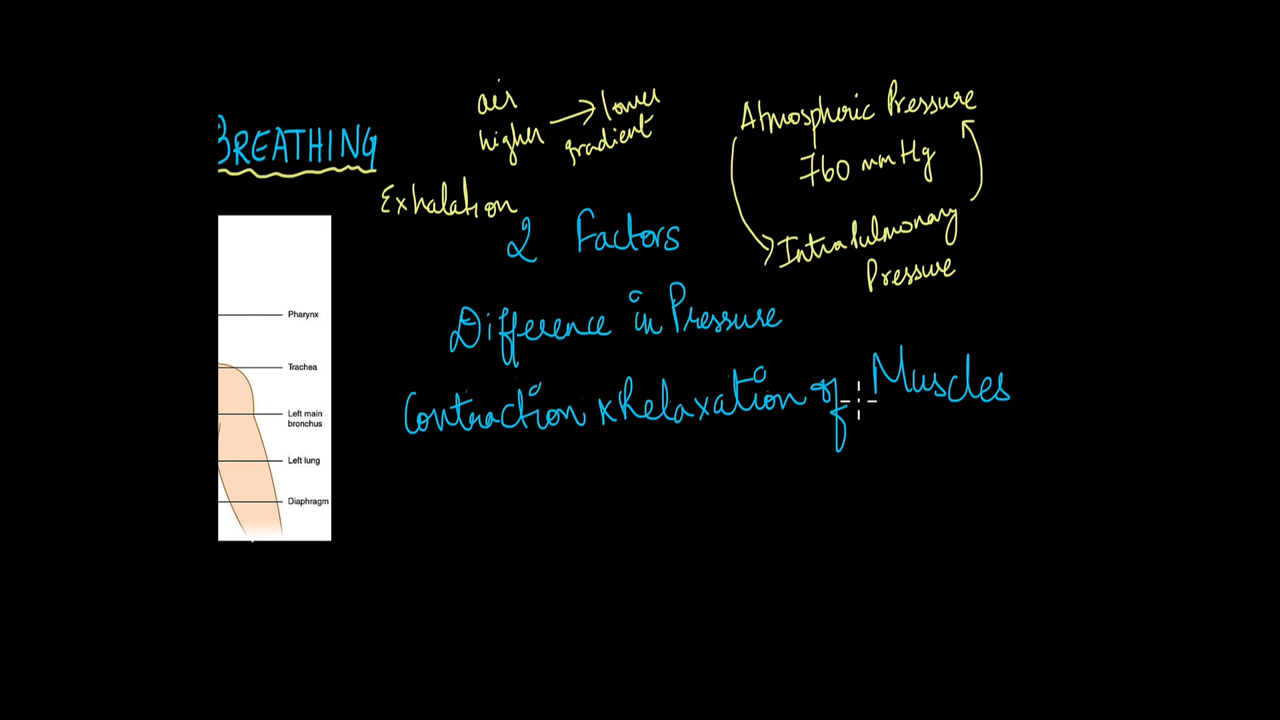 BREATHING
air
higher → lower
gradient
Exhalation
Atmospheric Pressure
760 mm Hg
Intrapulmonary
Pressure
2 Factors
Difference in Pressure
Contraction & Relaxation of Muscles
Pharynx
Trachea
Left main
bronchus
Left lung
Diaphragm